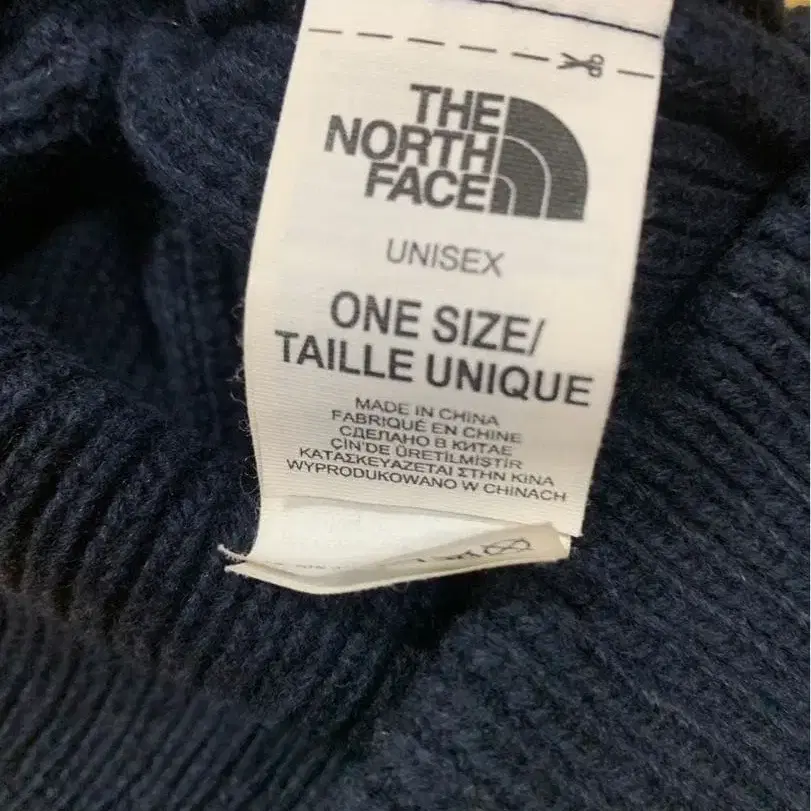 THE
NORTH
FACE
UNISEX
ONE SIZE/
TAILLE UNIQUE
MADE IN CHINA
FABRIQUÉ EN CHINE
СДЕЛАНО В КИТАЕ
ÇİN'DE ÜRETİLMİŞTİR
ΚΑΤΑΣΚΕΥΑΖΕΤΑΙ ΣΤΗΝ ΚΙΝΑ
WYPRODUKOWANO W CHINACH